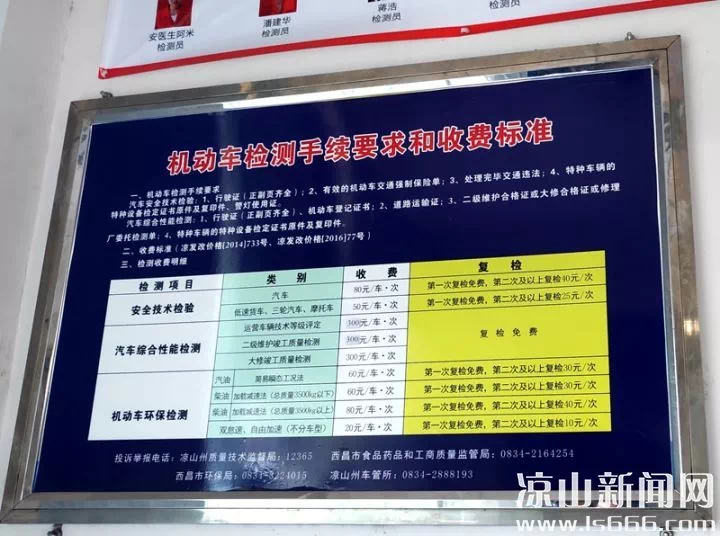 安医生阿米
检测员
潘建华
检测员
蒋浩
检测员
机动车检测手续要求和收费标准
一、机动车检测手续要求
汽车安全技术检验：1、行驶证（正副页齐全）；2、有效的机动车交通强制保险单；3、处理完毕交通违法；4、特种车辆的
特种设备检定证书原件及复印件、警灯使用证。
汽车综合性能检测：1、行驶证（正副页齐全）、机动车登记证书；2、道路运输证；3、二级维护合格证或大修合格证或修理
厂委托检测单；4、特种车辆的特种设备检定证书原件及复印件。
二、收费标准（凉发改价格[2014]733号、凉发改价格[2016]77号）
三、检测收费明细
检测项目 类别 收费 复检
安全技术检验 汽车 80元/车·次 第一次复检免费，第二次及以上复检40元/次
低速货车、三轮汽车、摩托车 50元/车·次 第一次复检免费，第二次及以上复检25元/次
汽车综合性能检测 运营车辆技术等级评定 300元/车·次 复检免费
二级维护竣工质量检测 300元/车·次
大修竣工质量检测 300元/车·次
机动车环保检测 汽油 简易瞬态工况法 60元/车·次 第一次复检免费，第二次及以上复检30元/次
柴油 加载减速法（总质量3500kg以下） 60元/车·次 第一次复检免费，第二次及以上复检30元/次
柴油 加载减速法（总质量3500kg以上） 80元/车·次 第一次复检免费，第二次及以上复检40元/次
双怠速、自由加速（不分车型） 20元/车·次 第一次复检免费，第二次及以上复检10元/次
投诉举报电话：凉山州质量技术监督局：12365 西昌市食品药品和工商质量监管局：0834-2164254
西昌市环保局：0834-3224015 凉山州车管所：0834-2888193
凉山新闻网
www.ls666.com